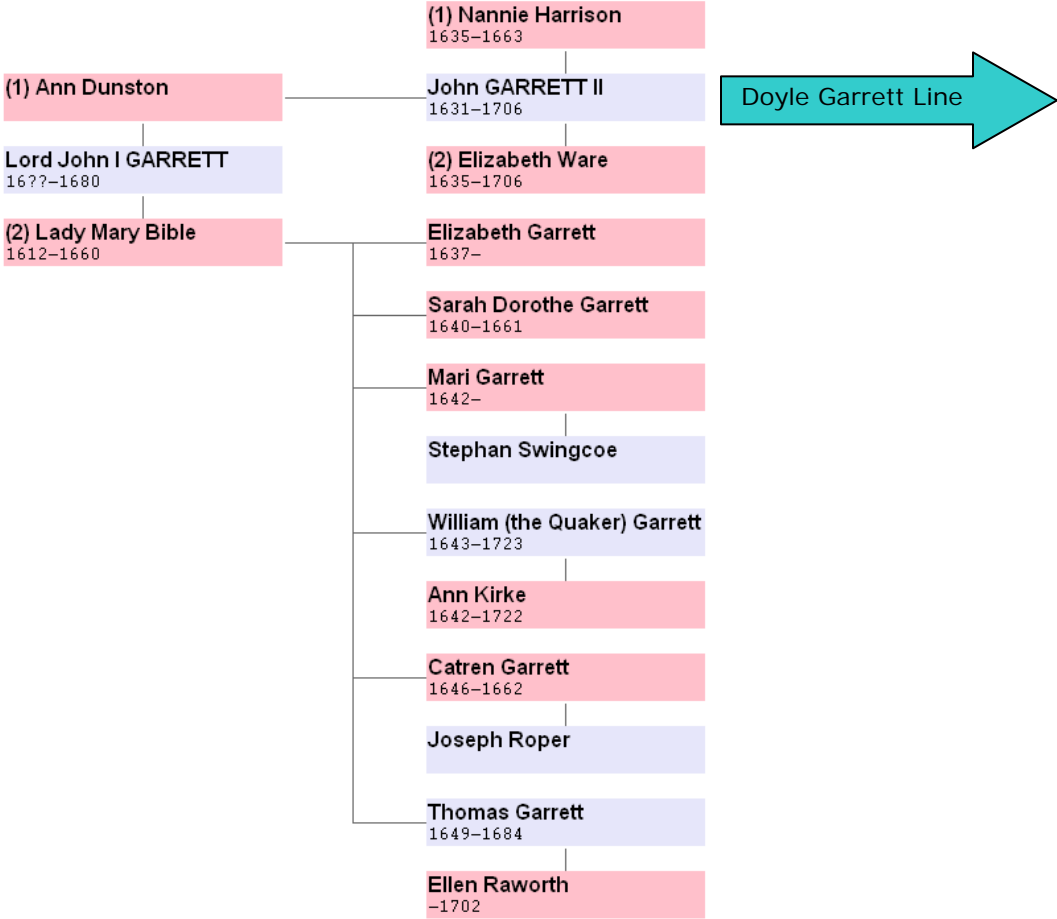 (1) Nannie Harrison
1635–1663
(1) Ann Dunston
John GARRETT II
1631–1706
Doyle Garrett Line
Lord John I GARRETT
16??–1680
(2) Elizabeth Ware
1635–1706
(2) Lady Mary Bible
1612–1660
Elizabeth Garrett
1637–
Sarah Dorothe Garrett
1640–1661
Mari Garrett
1642–
Stephan Swingcoe
William (the Quaker) Garrett
1643–1723
Ann Kirke
1642–1722
Catren Garrett
1646–1662
Joseph Roper
Thomas Garrett
1649–1684
Ellen Raworth
–1702